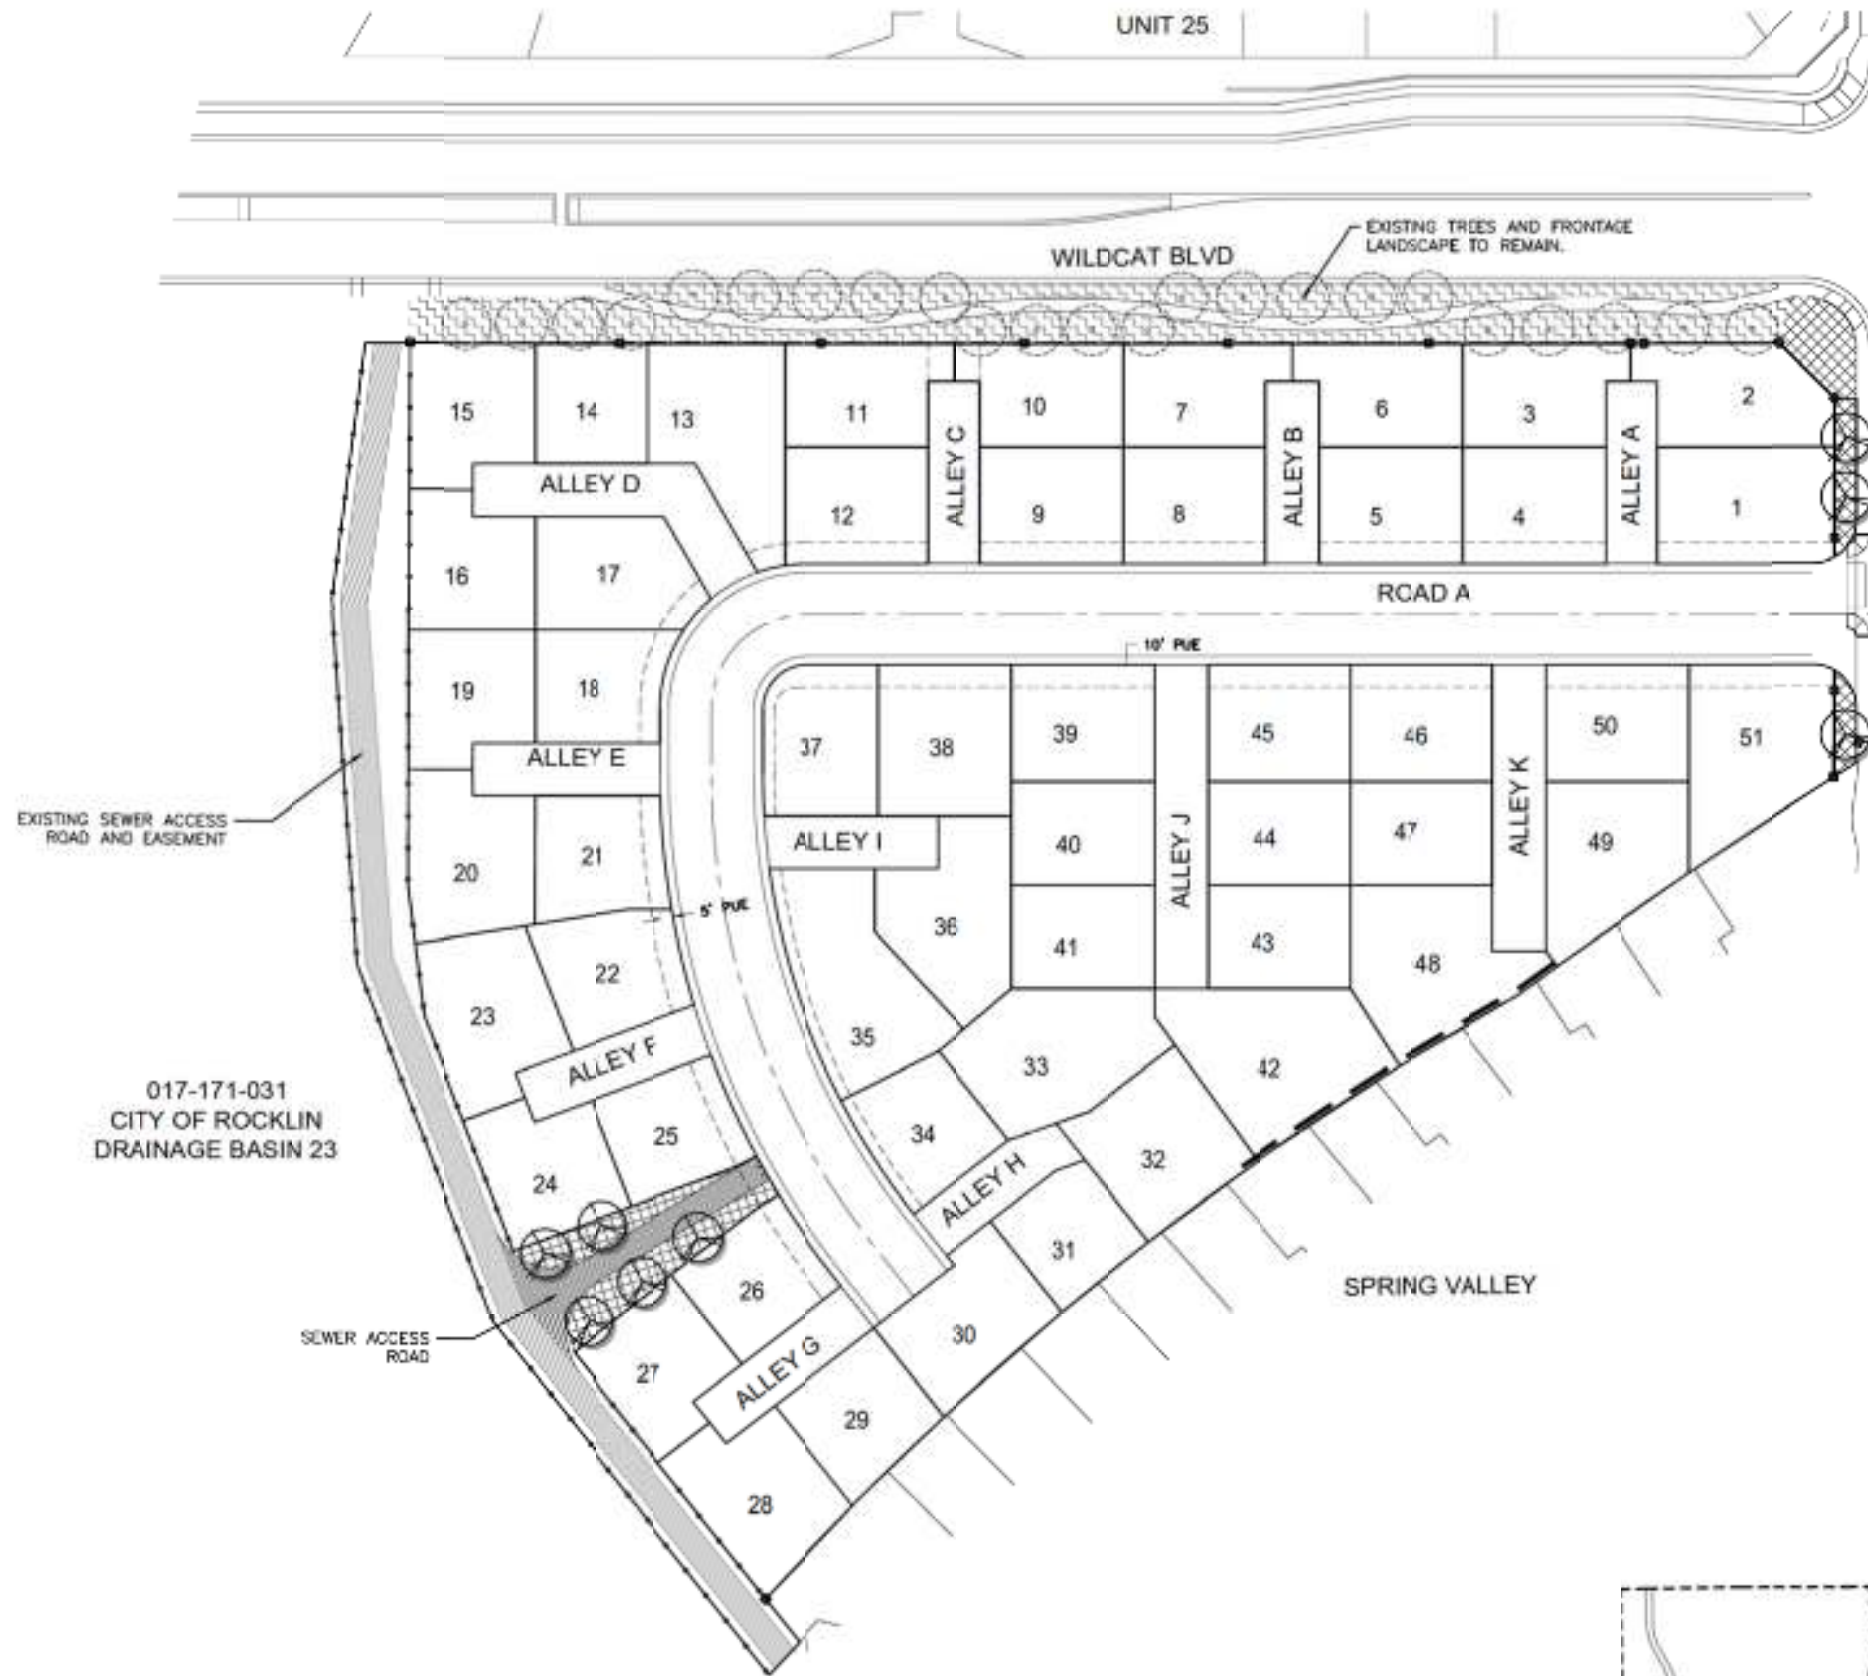 UNIT 25
EXISTING TREES AND FRONTAGE
LANDSCAPE TO REMAIN.
WILDCAT BLVD
15
14
13
11
ALLEY C
10
7
ALLEY B
6
3
ALLEY A
2
ALLEY D
12
9
8
5
4
1
16
17
ROAD A
10' PUE
19
18
ALLEY E
37
38
39
45
46
50
51
EXISTING SEWER ACCESS
ROAD AND EASEMENT
20
21
ALLEY I
40
ALLEY J
44
47
ALLEY K
49
5' PUE
36
41
43
48
22
23
35
33
42
ALLEY F
017-171-031
CITY OF ROCKLIN
DRAINAGE BASIN 23
25
34
32
24
ALLEY H
31
26
SPRING VALLEY
SEWER ACCESS
ROAD
30
27
ALLEY G
29
28